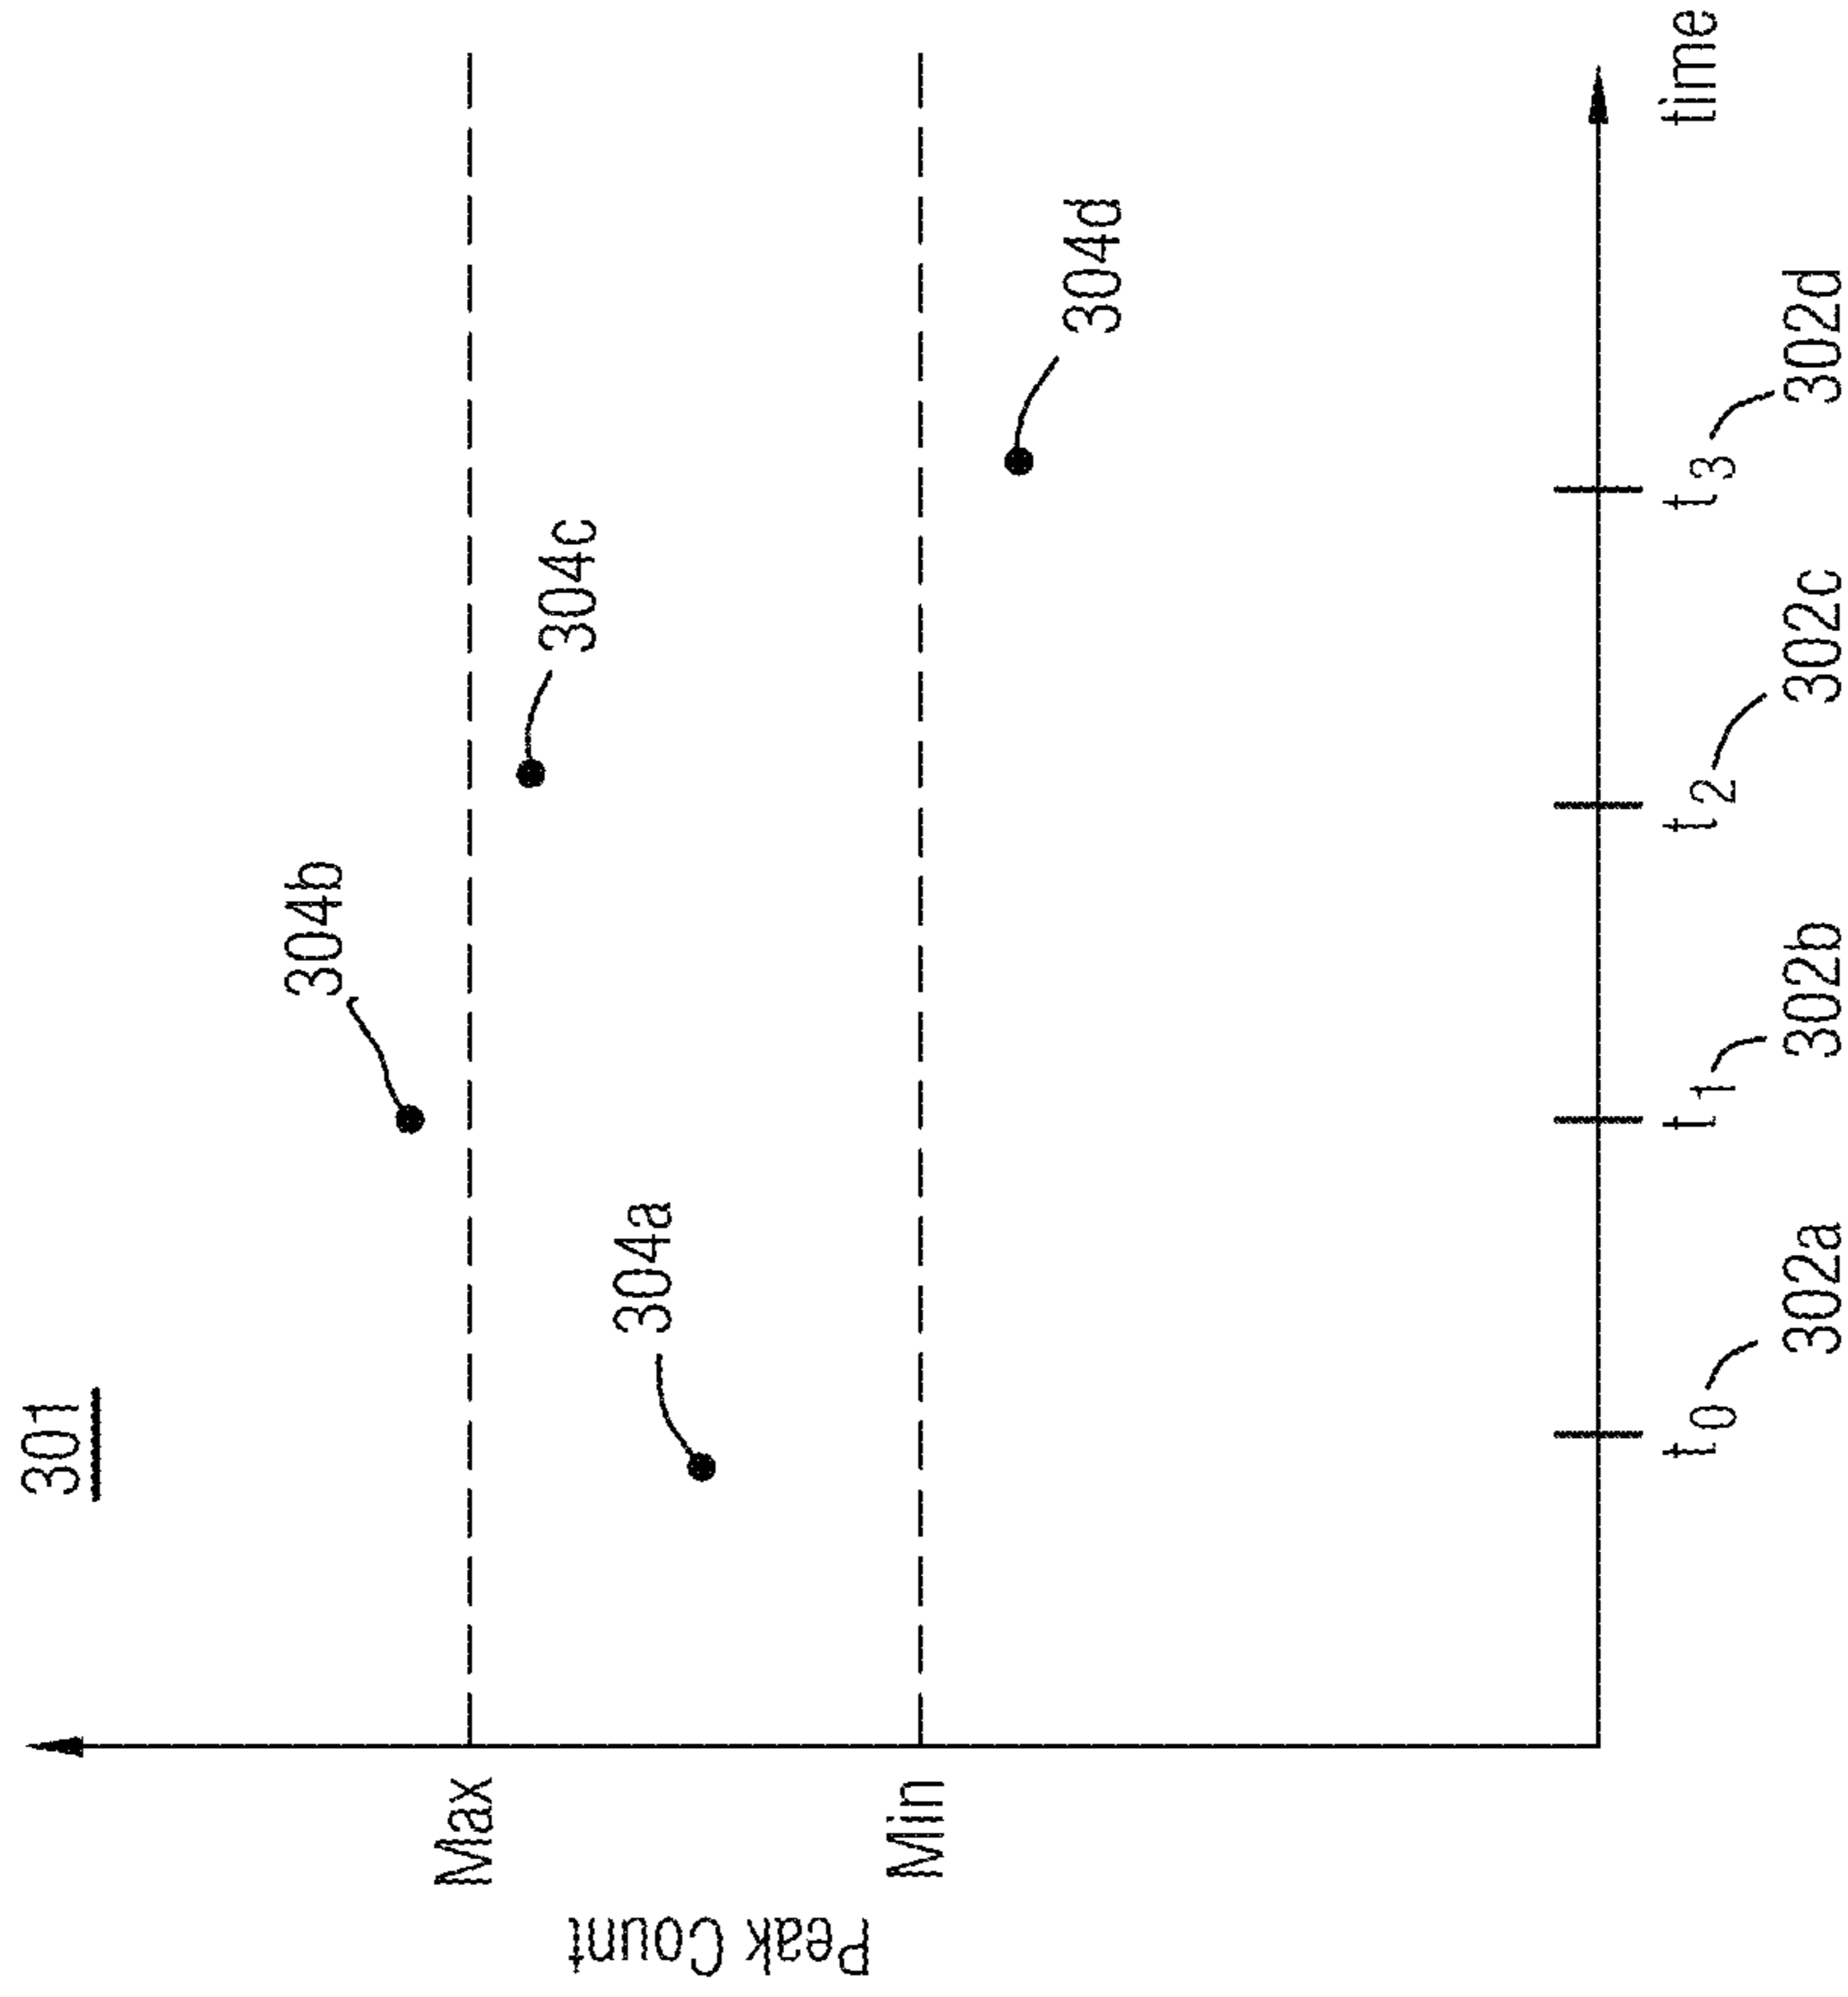 301
304b
304c
304a
304d
Max
Min
Peak Count
t0
t1
t2
t3
time
302a
302b
302c
302d